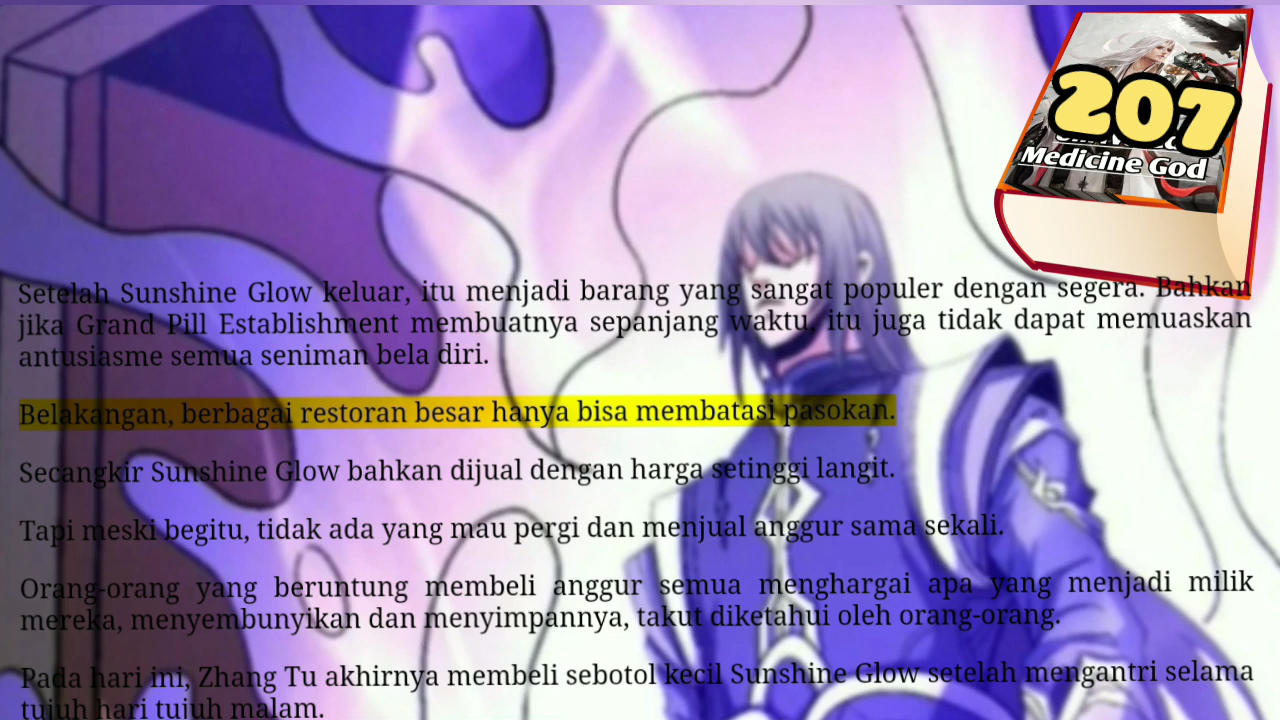 207
Medicine God
Setelah Sunshine Glow keluar, itu menjadi barang yang sangat populer dengan segera. Bahkan
jika Grand Pill Establishment membuatnya sepanjang waktu, itu juga tidak dapat memuaskan
antusiasme semua seniman bela diri.
Belakangan, berbagai restoran besar hanya bisa membatasi pasokan.
Secangkir Sunshine Glow bahkan dijual dengan harga setinggi langit.
Tapi meski begitu, tidak ada yang mau pergi dan menjual anggur sama sekali.
Orang-orang yang beruntung membeli anggur semua menghargai apa yang menjadi milik
mereka, menyembunyikan dan menyimpannya, takut diketahui oleh orang-orang.
Pada hari ini, Zhang Tu akhirnya membeli sebotol kecil Sunshine Glow setelah mengantri selama
tujuh hari tujuh malam.